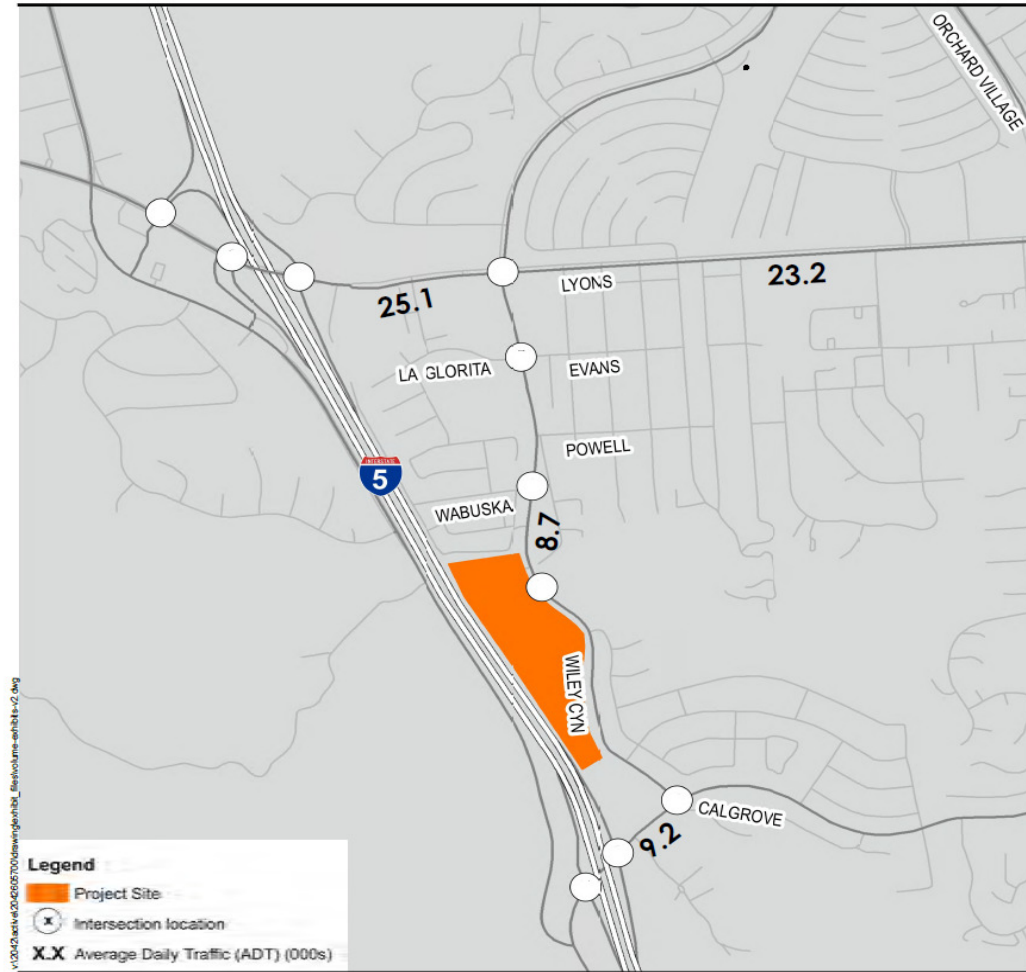 ORCHARD VILLAGE
LYONS
23.2
25.1
LA GLORITA
EVANS
POWELL
INTERSTATE
5
WABUSKA
8.7
WILEY CYN
CALGROVE
9.2
Legend
Project Site
x Intersection location
X.X Average Daily Traffic (ADT) (000s)